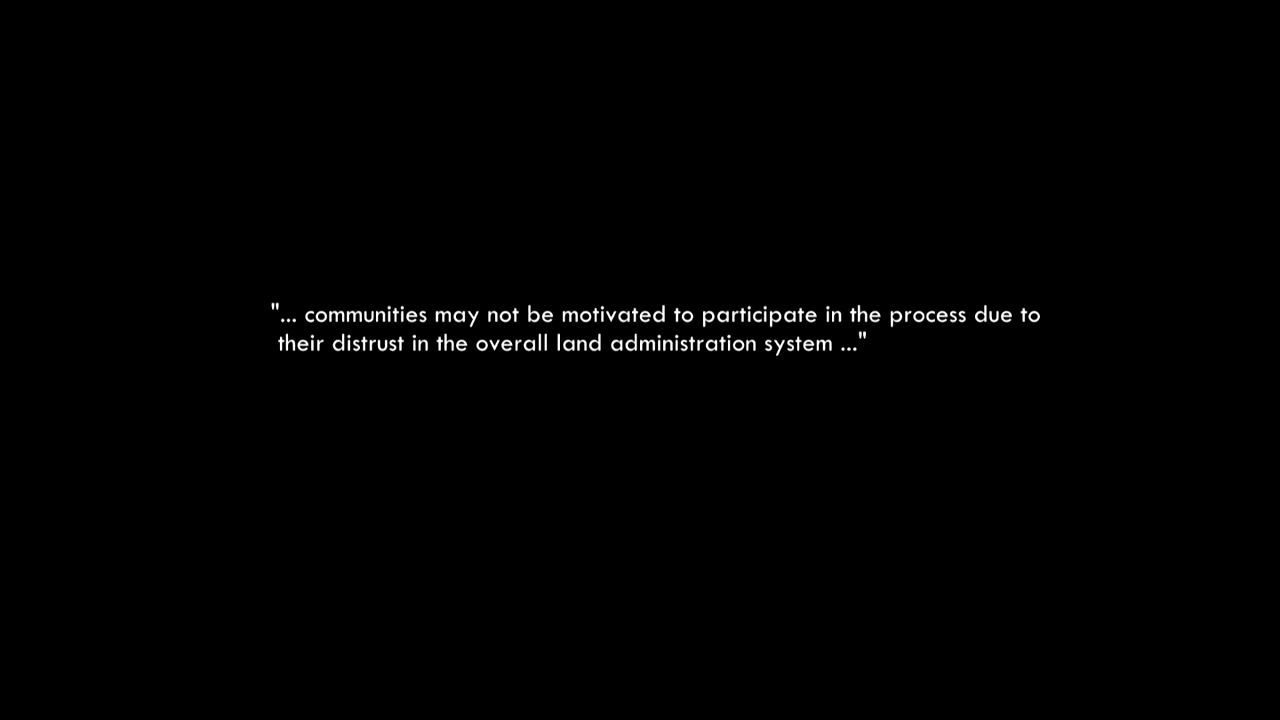 "... communities may not be motivated to participate in the process due to
their distrust in the overall land administration system ..."